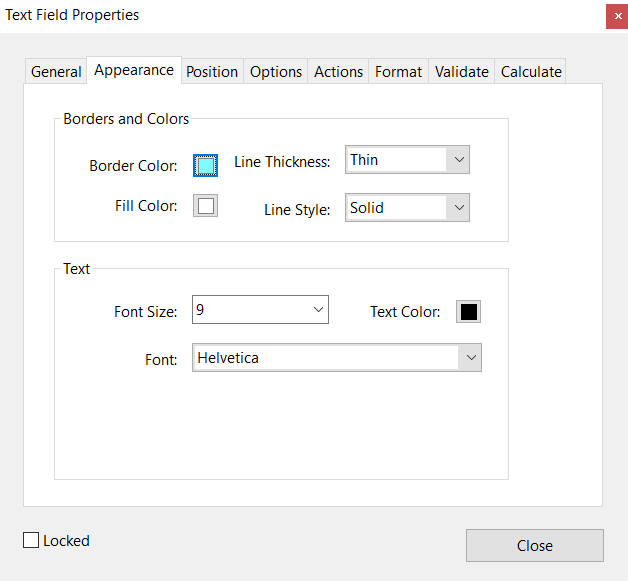 Text Field Properties
General Appearance Position Options Actions Format Validate Calculate
Borders and Colors
Border Color: Line Thickness: Thin
Fill Color: Line Style: Solid
Text
Font Size: 9 Text Color:
Font: Helvetica
Locked Close